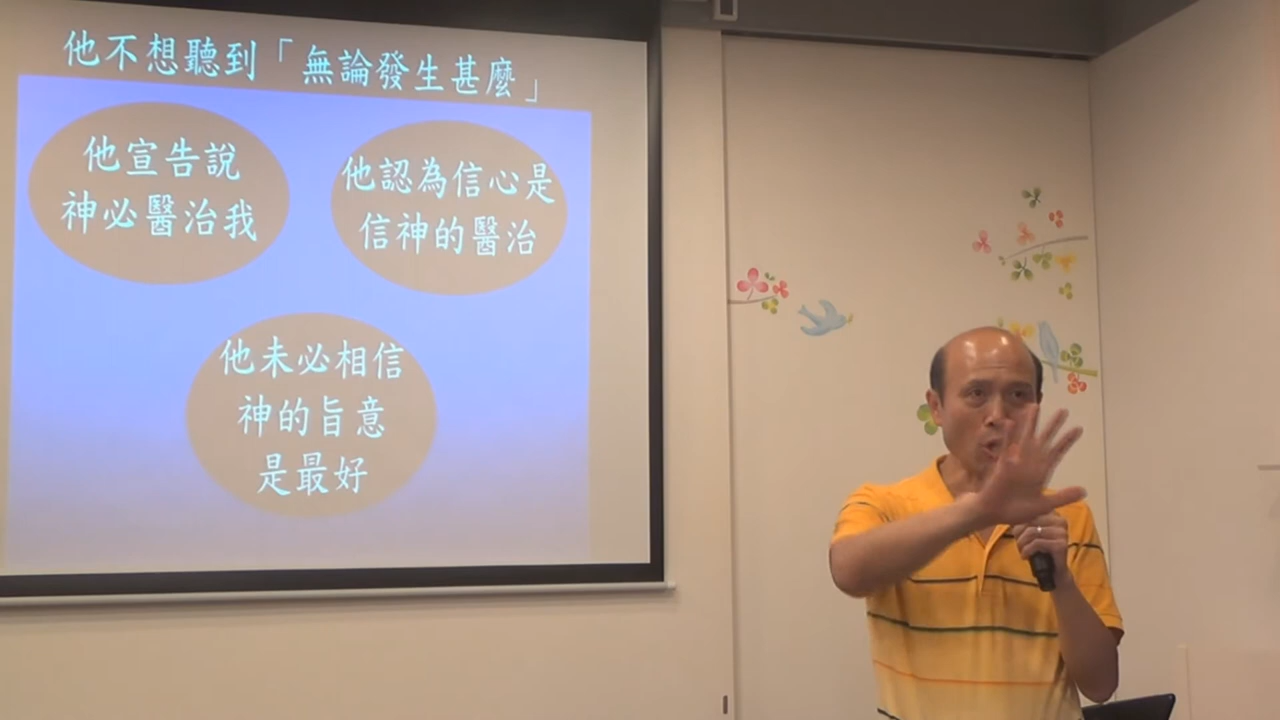 他不想聽到「無論發生甚麼」
他宣告說
神必醫治我
他認為信心是
信神的醫治
他未必相信
神的旨意
是最好